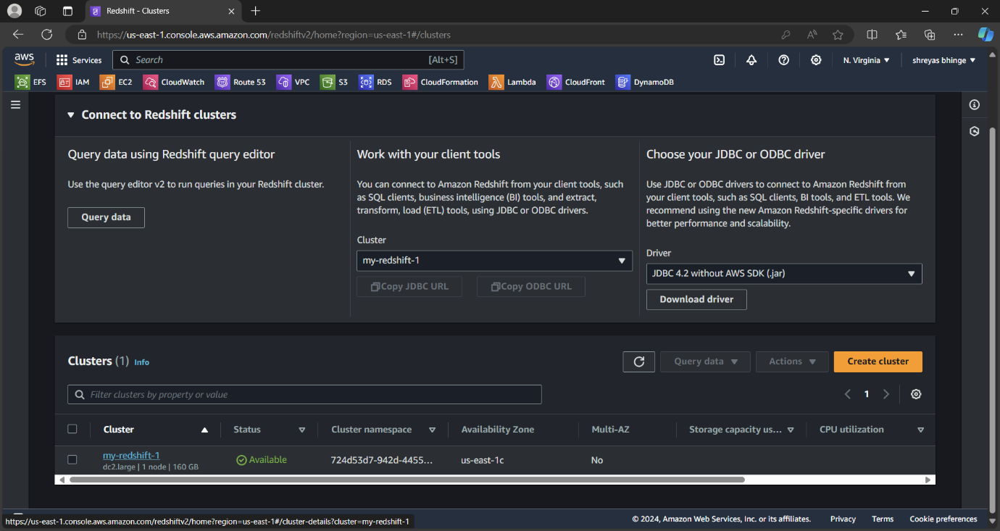 Redshift - Clusters
https://us-east-1.console.aws.amazon.com/redshiftv2/home?region=us-east-1#/clusters
aws
Services
Search
[Alt+S]
N. Virginia
shreyas bhinge
EFS
IAM
EC2
CloudWatch
Route 53
VPC
S3
RDS
CloudFormation
Lambda
CloudFront
DynamoDB
Connect to Redshift clusters
Query data using Redshift query editor
Use the query editor v2 to run queries in your Redshift cluster.
Query data
Work with your client tools
You can connect to Amazon Redshift from your client tools, such
as SQL clients, business intelligence (BI) tools, and extract,
transform, load (ETL) tools, using JDBC or ODBC drivers.
Cluster
my-redshift-1
Copy JDBC URL
Copy ODBC URL
Choose your JDBC or ODBC driver
Use JDBC or ODBC drivers to connect to Amazon Redshift from
your client tools, such as SQL clients, BI tools, and ETL tools. We
recommend using the new Amazon Redshift-specific drivers for
better performance and scalability.
Driver
JDBC 4.2 without AWS SDK (.jar)
Download driver
Clusters (1) Info
Query data
Actions
Create cluster
Filter clusters by property or value
1
Cluster
Status
Cluster namespace
Availability Zone
Multi-AZ
Storage capacity us...
CPU utilization
my-redshift-1
dc2.large | 1 node | 160 GB
Available
724d53d7-942d-4455...
us-east-1c
No
https://us-east-1.console.aws.amazon.com/redshiftv2/home?region=us-east-1#/cluster-details?cluster=my-redshift-1
© 2024, Amazon Web Services, Inc. or its affiliates.
Privacy
Terms
Cookie preferences